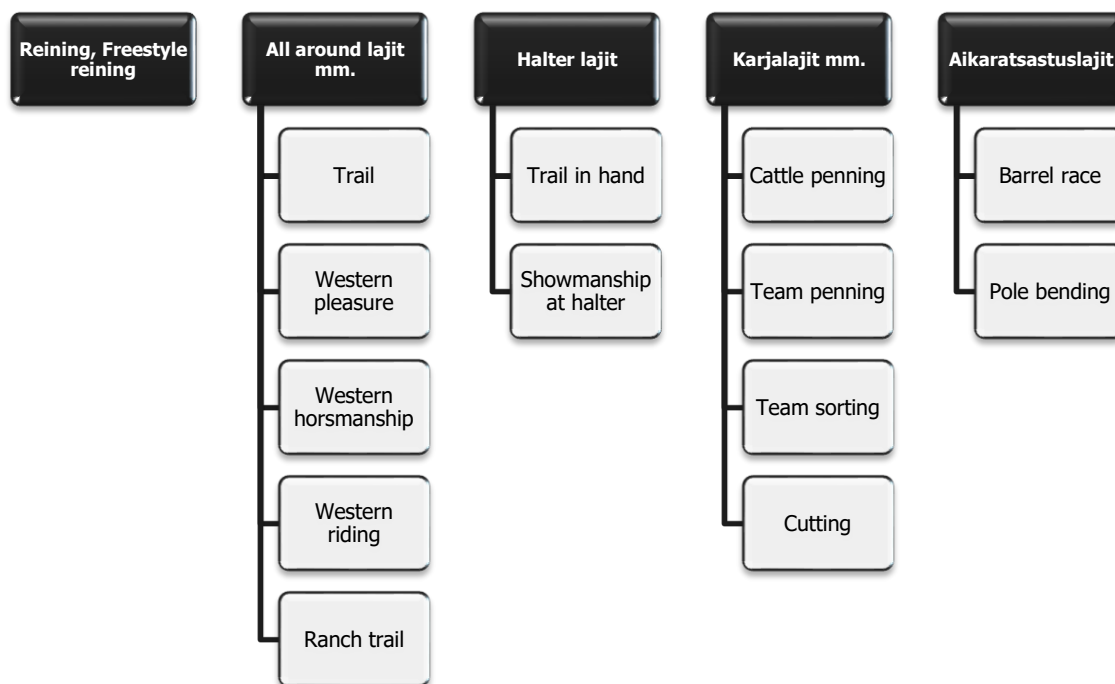 Reining, Freestyle
reining
All around lajit
mm.
Trail
Western
pleasure
Western
horsmanship
Western
riding
Ranch trail
Halter lajit
Trail in hand
Showmanship
at halter
Karjalajit mm.
Cattle penning
Team penning
Team sorting
Cutting
Aikaratsastuslajit
Barrel race
Pole bending